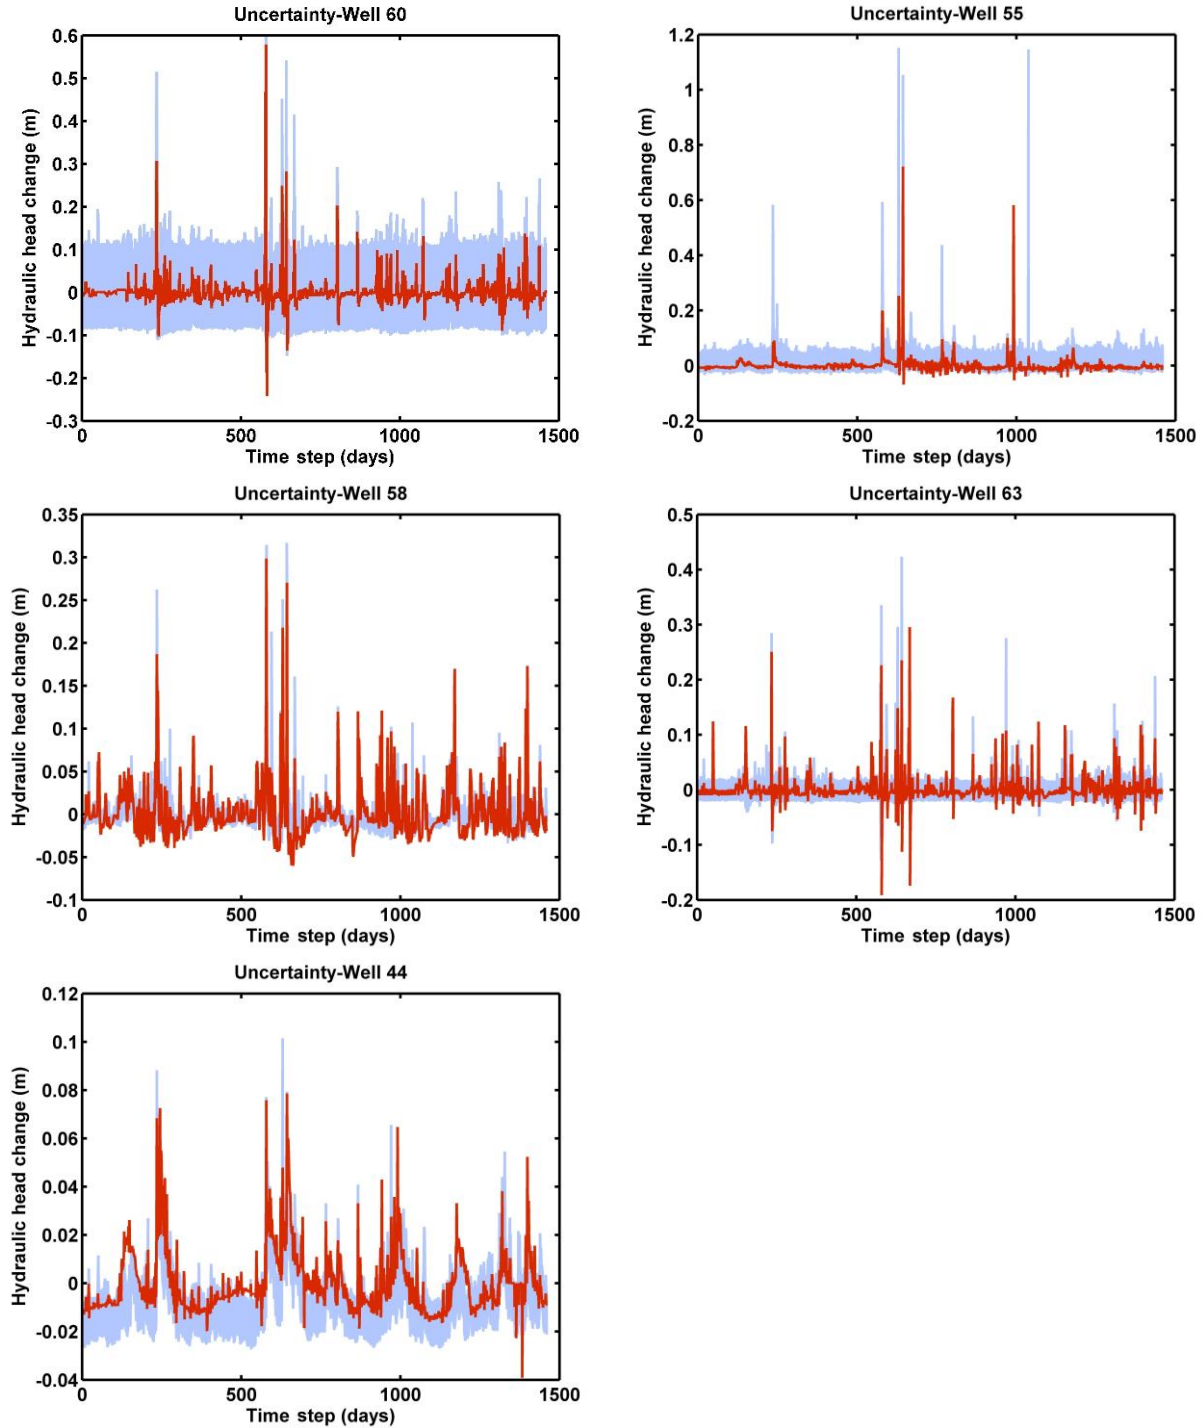 Uncertainty-Well 60
0.6
0.5
0.4
0.3
0.2
0.1
0
-0.1
-0.2
-0.3
Hydraulic head change (m)
0 500 1000 1500
Time step (days)
Uncertainty-Well 55
1.2
1
0.8
0.6
0.4
0.2
0
-0.2
Hydraulic head change (m)
0 500 1000 1500
Time step (days)
Uncertainty-Well 58
0.35
0.3
0.25
0.2
0.15
0.1
0.05
0
-0.05
-0.1
Hydraulic head change (m)
0 500 1000 1500
Time step (days)
Uncertainty-Well 63
0.5
0.4
0.3
0.2
0.1
0
-0.1
-0.2
Hydraulic head change (m)
0 500 1000 1500
Time step (days)
Uncertainty-Well 44
0.12
0.1
0.08
0.06
0.04
0.02
0
-0.02
-0.04
Hydraulic head change (m)
0 500 1000 1500
Time step (days)